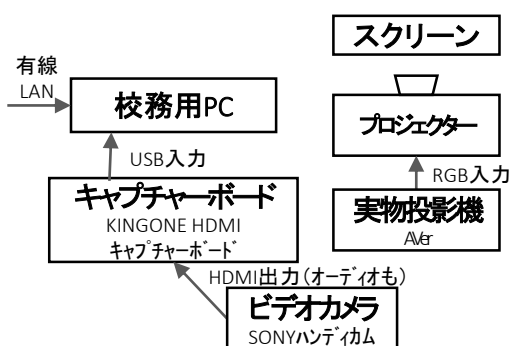 スクリーン
有線
LAN
校務用PC
プロジェクター
USB入力
RGB入力
キャプチャーボード
KINGONE HDMI
キャプチャーボード
実物投影機
AVer
HDMI出力(オーディオも)
ビデオカメラ
SONYハンディカム